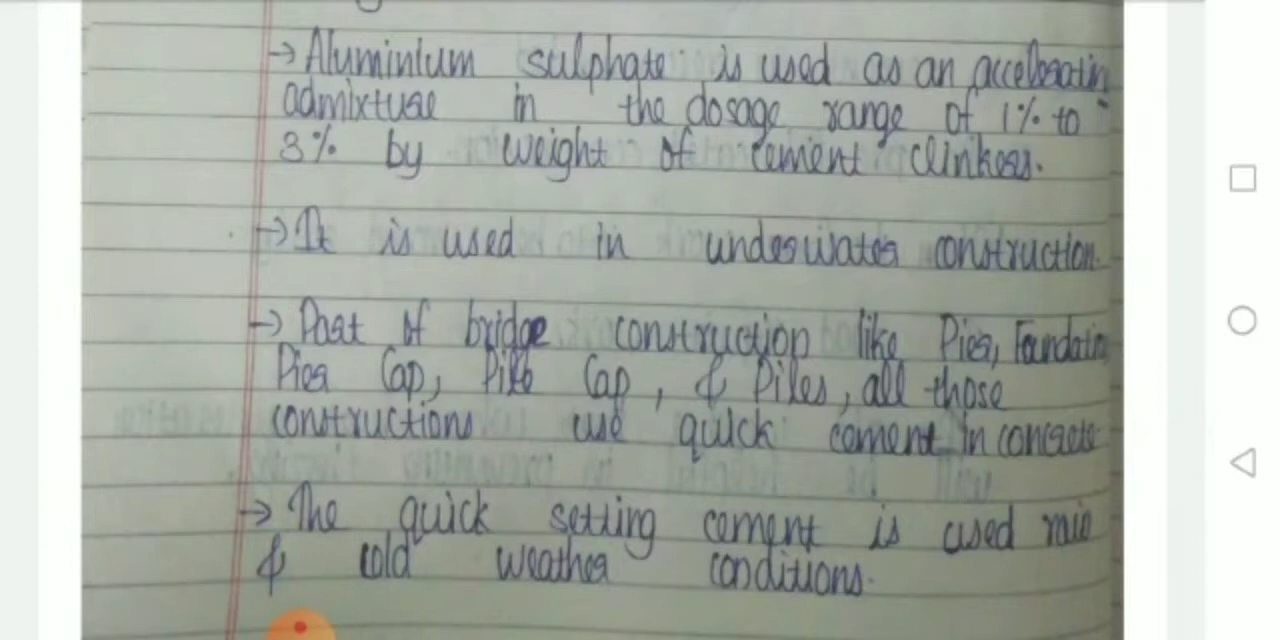 → Aluminium sulphate is used as an accelerating
admixture in the dosage range of 1% to
3% by weight of cement clinkers.
→ It is used in underwater construction.
→ Part of bridge construction like Pier, Foundation
Pier Cap, Pile Cap, & Piles, all those
constructions use quick cement in concrete
→ The quick setting cement is used
& cold weather conditions.